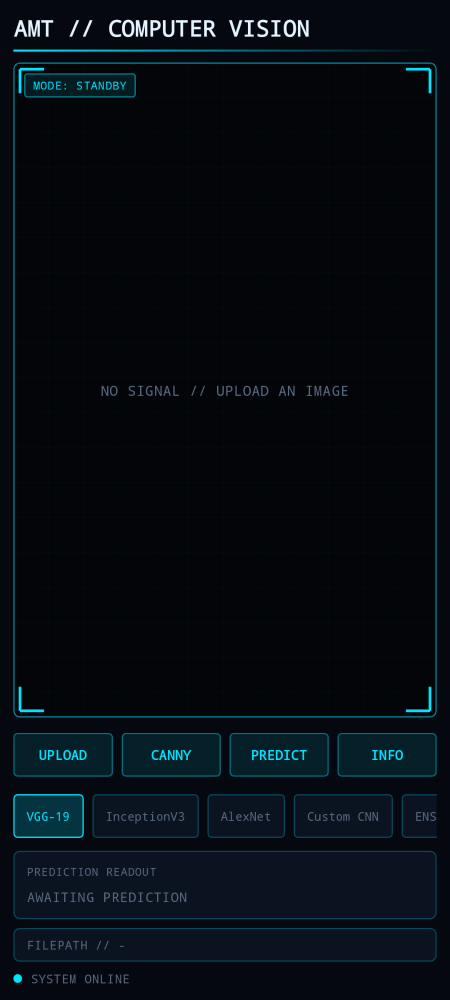 AMT // COMPUTER VISION
MODE: STANDBY
NO SIGNAL // UPLOAD AN IMAGE
UPLOAD CANNY PREDICT INFO
VGG-19 InceptionV3 AlexNet Custom CNN ENS
PREDICTION READOUT
AWAITING PREDICTION
FILEPATH // -
SYSTEM ONLINE